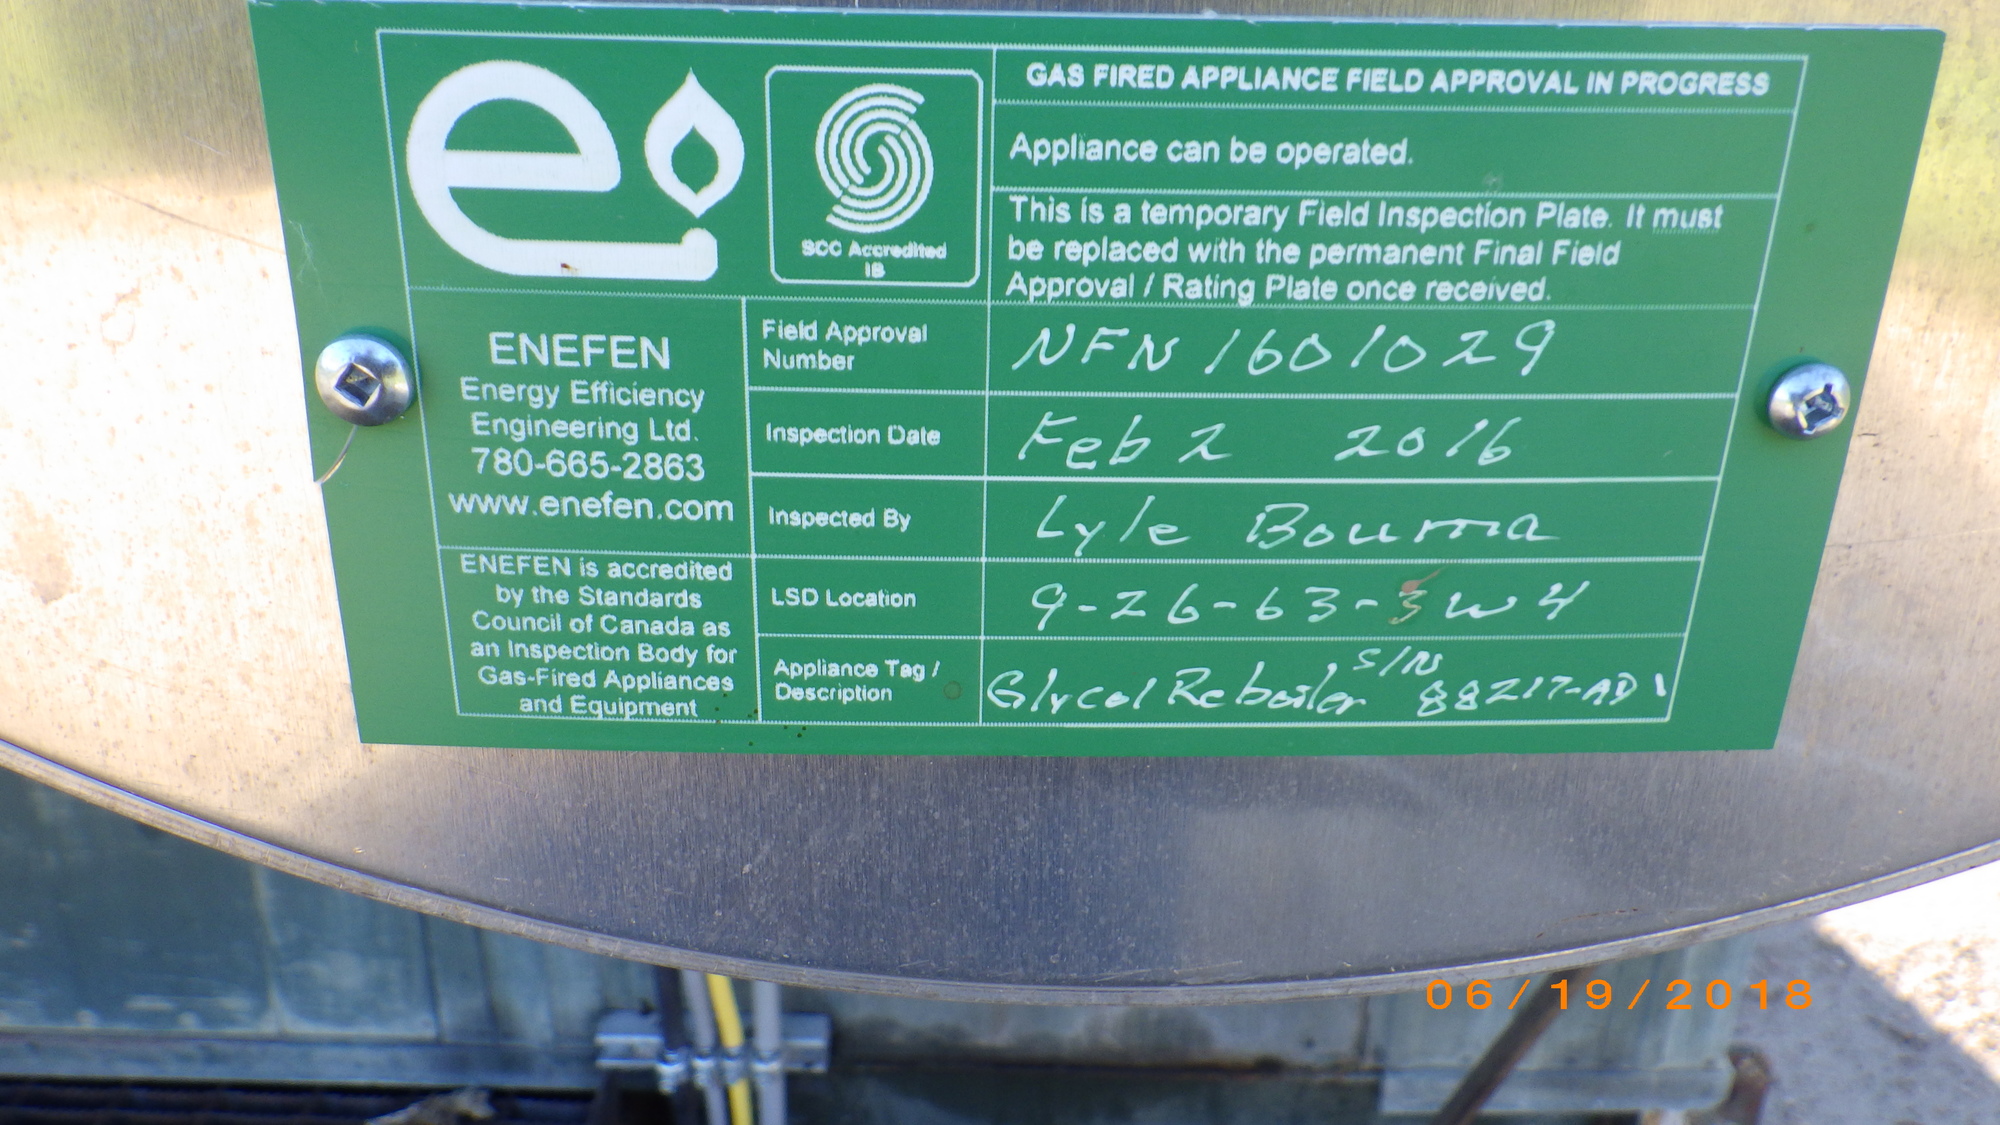 GAS FIRED APPLIANCE FIELD APPROVAL IN PROGRESS
Appliance can be operated.
This is a temporary Field Inspection Plate. It must
be replaced with the permanent Final Field
Approval / Rating Plate once received.
SCC Accredited
IB
ENEFEN
Energy Efficiency
Engineering Ltd.
780-665-2863
www.enefen.com
ENEFEN is accredited
by the Standards
Council of Canada as
an Inspection Body for
Gas-Fired Appliances
and Equipment
Field Approval
Number
NFN 1601029
Inspection Date
Feb 2 2016
Inspected By
Lyle Bouma
LSD Location
9-26-63-3W4
Appliance Tag /
Description
Glycol Reboiler, S/N
88217-AD1
06/19/2018